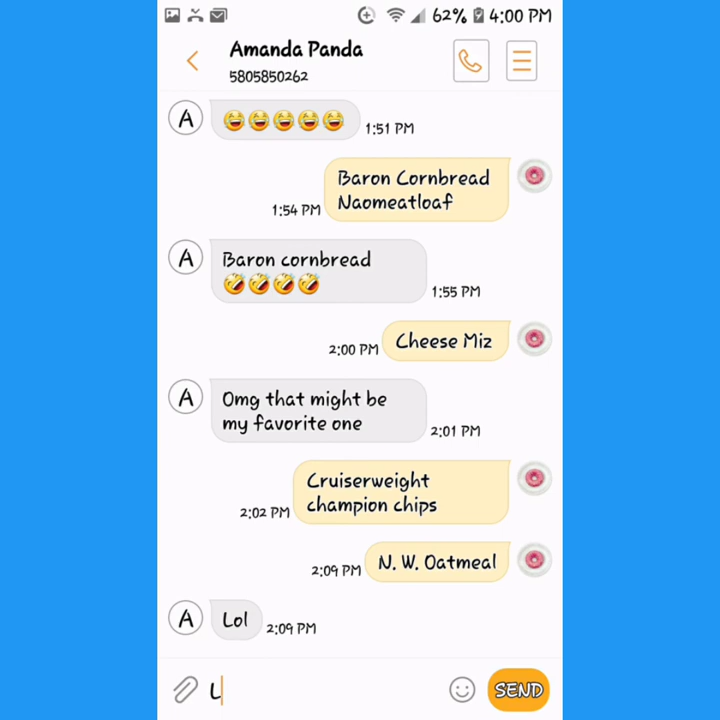 62% 4:00 PM
Amanda Panda
5805850262
A
😂😂😂😂😂
1:51 PM
Baron Cornbread
Naomeatloaf
1:54 PM
A
Baron cornbread
🤣🤣🤣🤣
1:55 PM
Cheese Miz
2:00 PM
A
Omg that might be
my favorite one
2:01 PM
Cruiserweight
champion chips
2:02 PM
N. W. Oatmeal
2:09 PM
A
Lol
2:09 PM
L
SEND